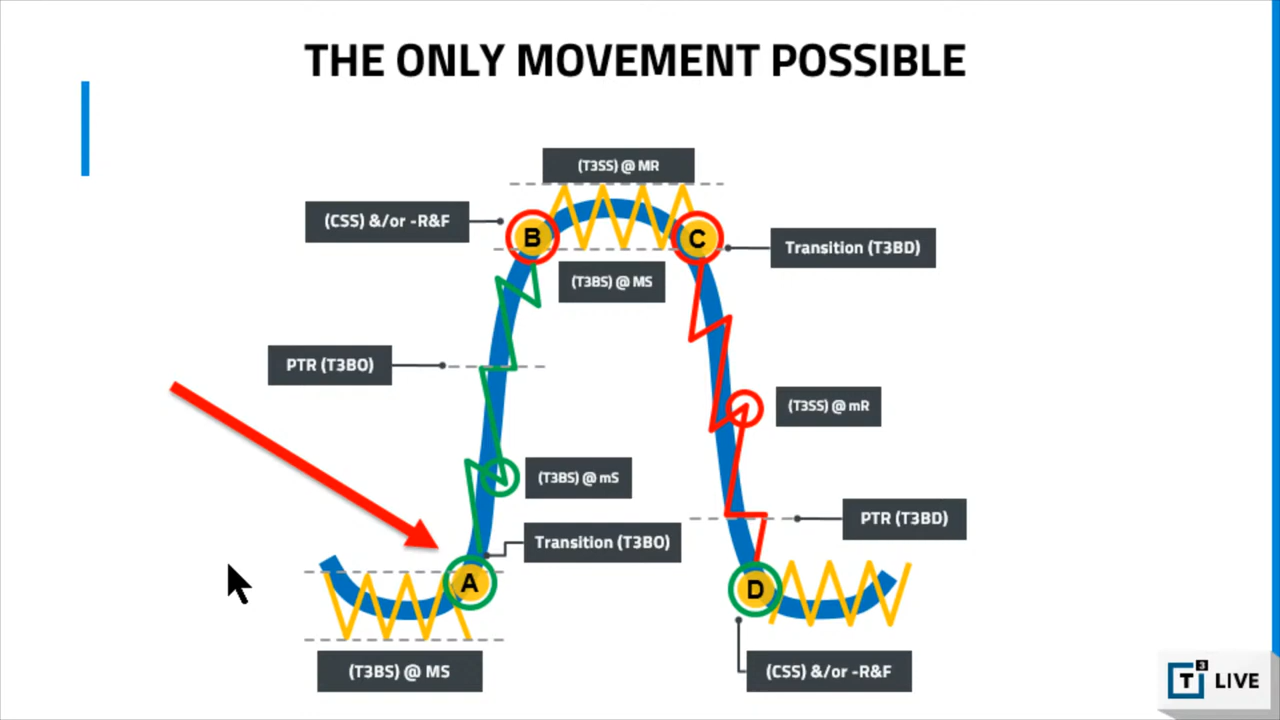 THE ONLY MOVEMENT POSSIBLE
(T3SS) @ MR
(CSS) &/or -R&F
B
C
Transition (T3BD)
(T3BS) @ MS
PTR (T3BO)
(T3SS) @ mR
(T3BS) @ mS
PTR (T3BD)
Transition (T3BO)
A
D
(T3BS) @ MS
(CSS) &/or -R&F
T3 LIVE